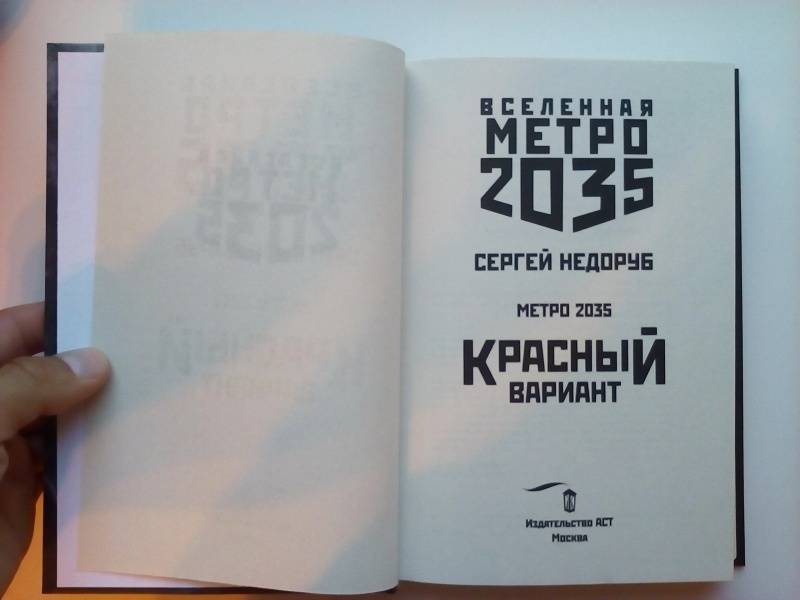 ВСЕЛЕННАЯ
МЕТРО
2035
СЕРГЕЙ НЕДОРУБ
МЕТРО 2035
КРАСНЫЙ
ВАРИАНТ
Издательство АСТ
Москва